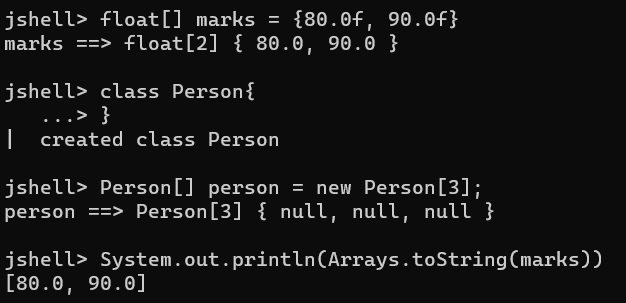 jshell> float[] marks = {80.0f, 90.0f}
marks ==> float[2] { 80.0, 90.0 }
jshell> class Person{
...> }
| created class Person
jshell> Person[] person = new Person[3];
person ==> Person[3] { null, null, null }
jshell> System.out.println(Arrays.toString(marks))
[80.0, 90.0]